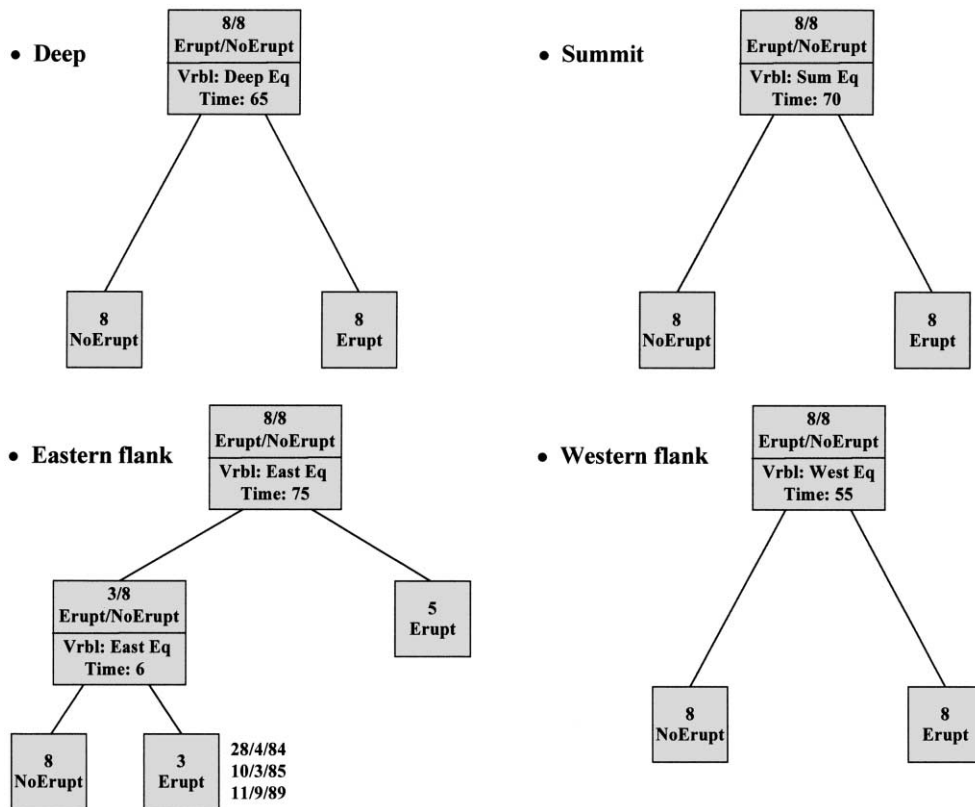 • Deep
8/8
Erupt/NoErupt
Vrbl: Deep Eq
Time: 65
8
NoErupt
8
Erupt
• Summit
8/8
Erupt/NoErupt
Vrbl: Sum Eq
Time: 70
8
NoErupt
8
Erupt
• Eastern flank
8/8
Erupt/NoErupt
Vrbl: East Eq
Time: 75
3/8
Erupt/NoErupt
Vrbl: East Eq
Time: 6
5
Erupt
8
NoErupt
3
Erupt
28/4/84
10/3/85
11/9/89
• Western flank
8/8
Erupt/NoErupt
Vrbl: West Eq
Time: 55
8
NoErupt
8
Erupt